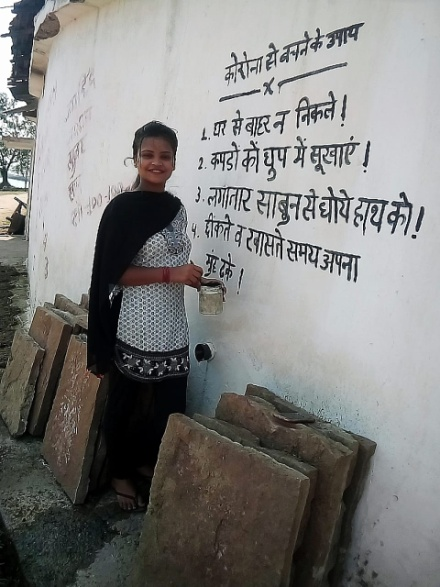 कोरोना से बचने के उपाय
x
1. घर से बाहर न निकले!
2. कपडों कों धुप में सूखाएं!
3. लगातार साबुन से धोये हाथ को!
4. छीकते व खासते समय अपना
मुंह ढके!